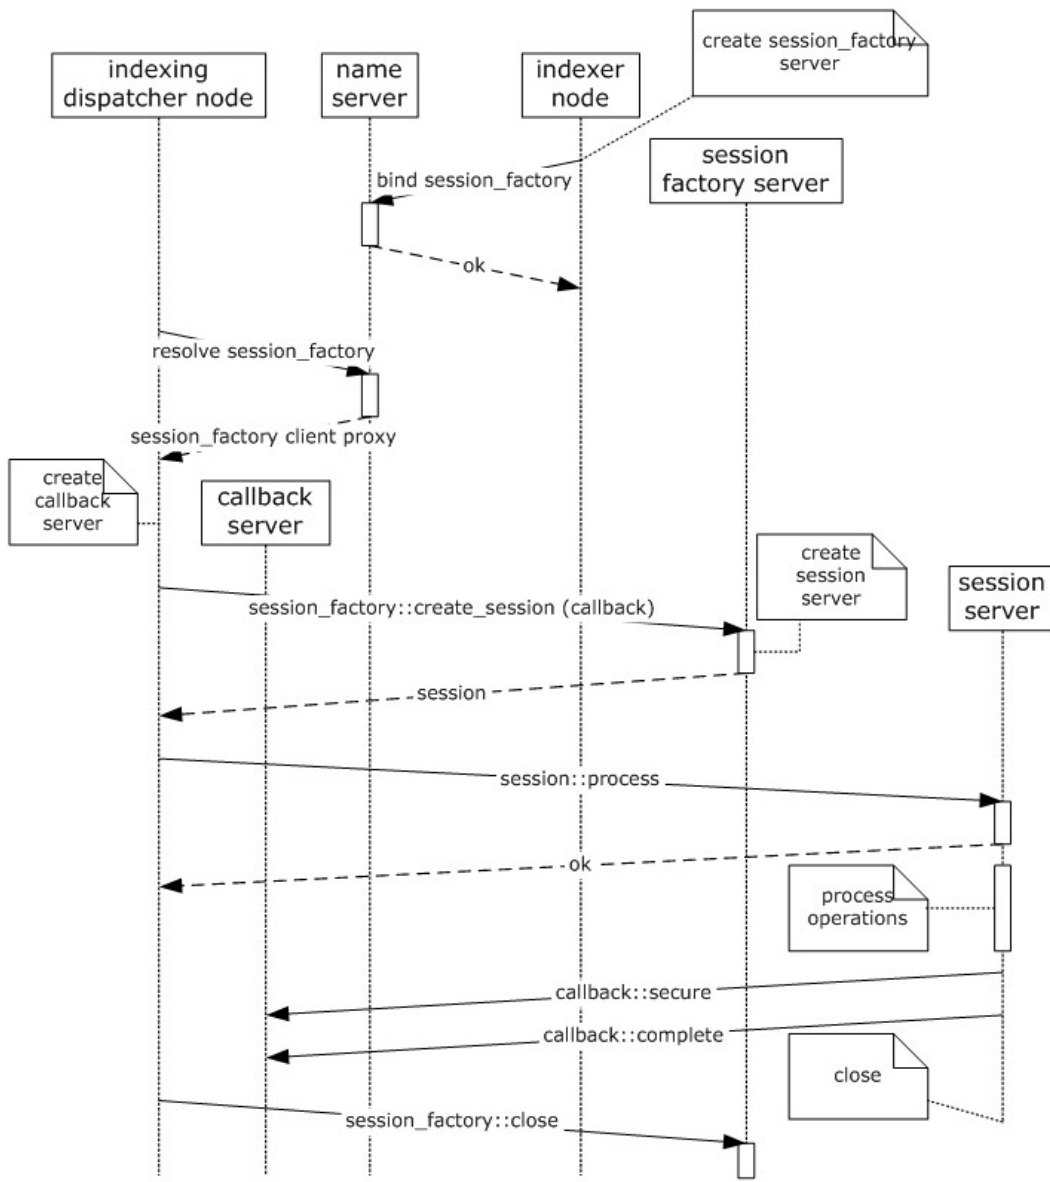 create session_factory
server
indexing
dispatcher node
name
server
indexer
node
session
factory server
bind session_factory
ok
resolve session_factory
session_factory client proxy
create
callback
server
callback
server
create
session
server
session
server
session_factory::create_session (callback)
session
session::process
ok
process
operations
callback::secure
callback::complete
close
session_factory::close